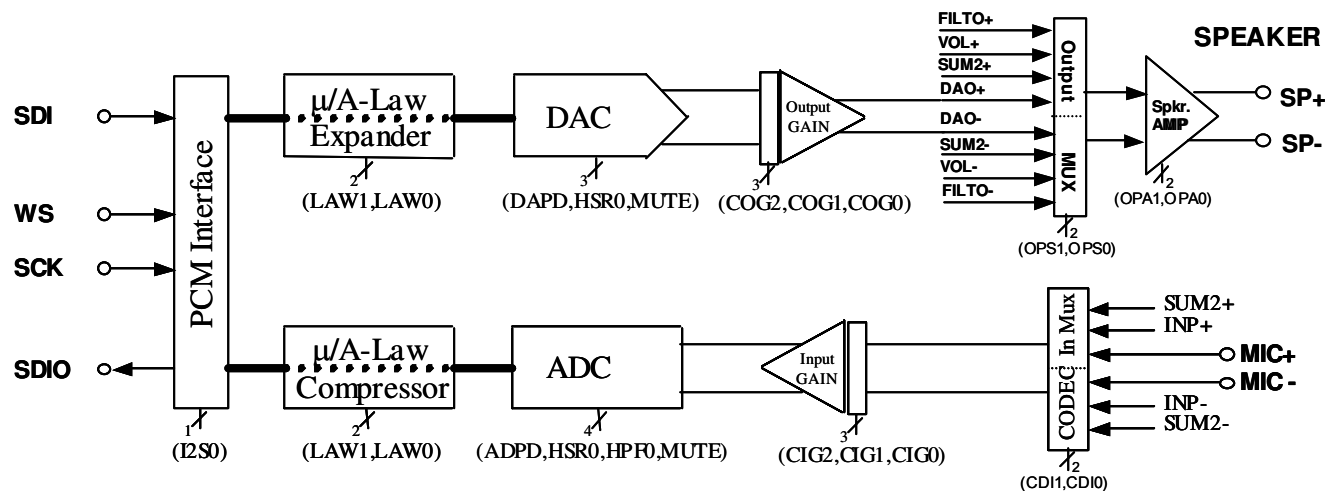 SDI
WS
SCK
SDIO
PCM Interface
1
(I2S0)
µ/A-Law
Expander
2
(LAW1,LAW0)
DAC
3
(DAPD,HSR0,MUTE)
Output
GAIN
3
(COG2,COG1,COG0)
FILTO+
VOL+
SUM2+
DAO+
DAO-
SUM2-
VOL-
FILTO-
Output
MUX
2
(OPS1,OPS0)
SPEAKER
Spkr.
AMP
2
(OPA1,OPA0)
SP+
SP-
µ/A-Law
Compressor
2
(LAW1,LAW0)
ADC
4
(ADPD,HSR0,HPF0,MUTE)
Input
GAIN
3
(CIG2,CIG1,CIG0)
CODEC In Mux
2
(CDI1,CDI0)
SUM2+
INP+
MIC+
MIC-
INP-
SUM2-